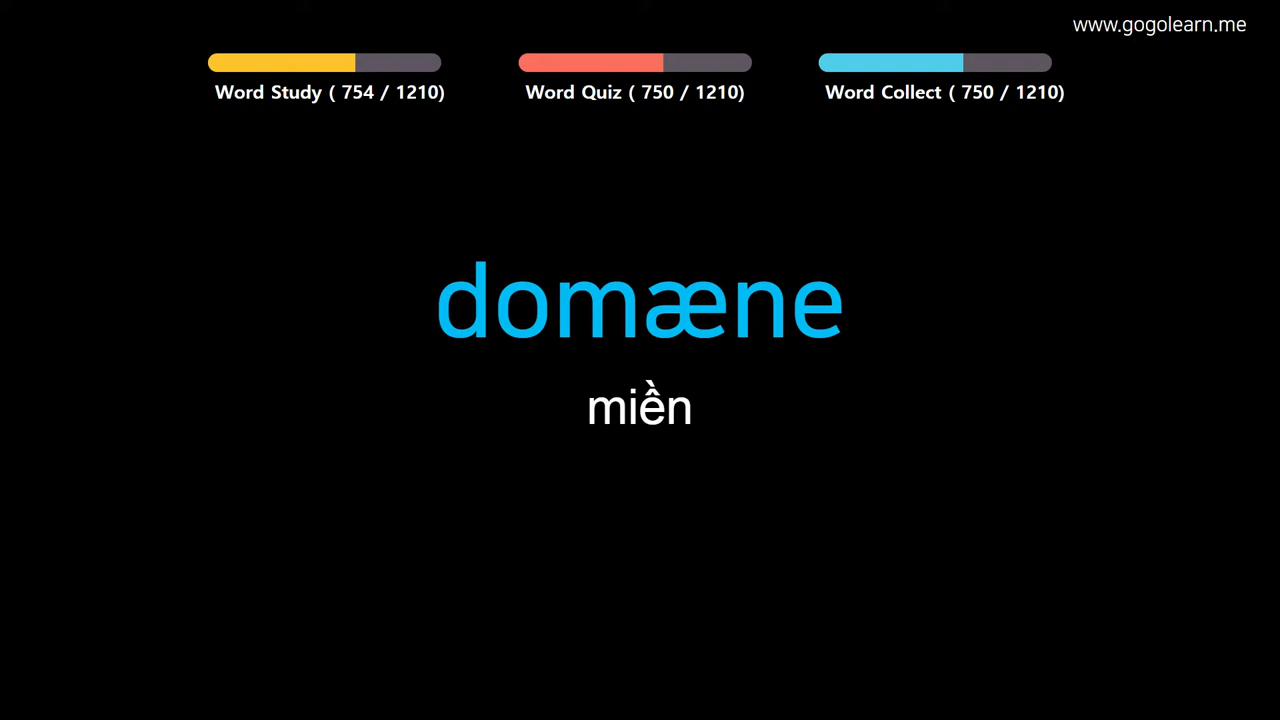 www.gogolearn.me
Word Study ( 754 / 1210)
Word Quiz ( 750 / 1210)
Word Collect ( 750 / 1210)
domæne
miền